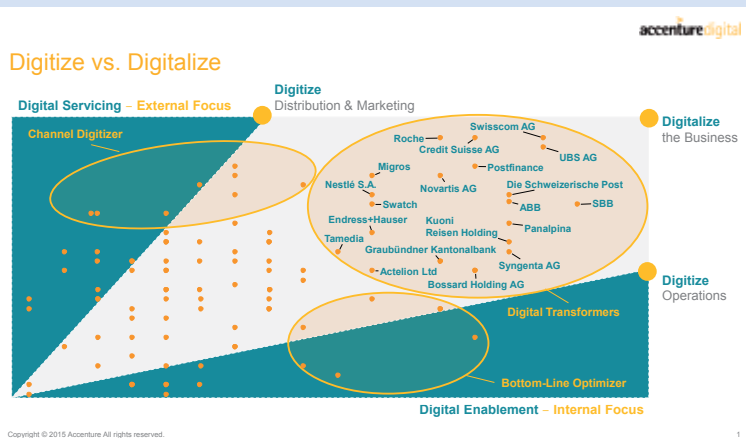 accenturedigital
Digitize vs. Digitalize
Digitize
Distribution & Marketing
Digital Servicing – External Focus
Digitalize
the Business
Channel Digitizer
Swisscom AG
Roche
Credit Suisse AG
UBS AG
Migros
Postfinance
Nestlé S.A.
Novartis AG
Die Schweizerische Post
Swatch
ABB
SBB
Endress+Hauser
Kuoni
Reisen Holding
Panalpina
Tamedia
Graubündner Kantonalbank
Syngenta AG
Actelion Ltd
Bossard Holding AG
Digitize
Operations
Digital Transformers
Bottom-Line Optimizer
Digital Enablement – Internal Focus
Copyright © 2015 Accenture All rights reserved.
1